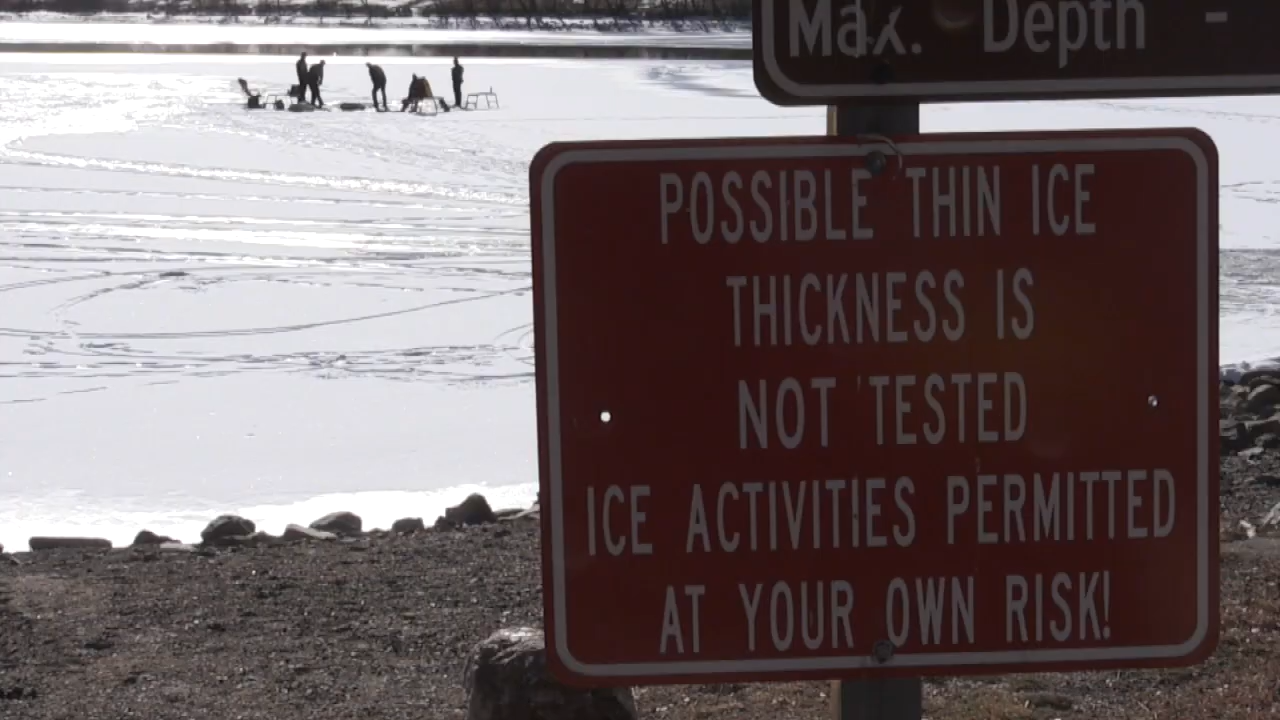 Max. Depth -
POSSIBLE THIN ICE
THICKNESS IS
NOT TESTED
ICE ACTIVITIES PERMITTED
AT YOUR OWN RISK!